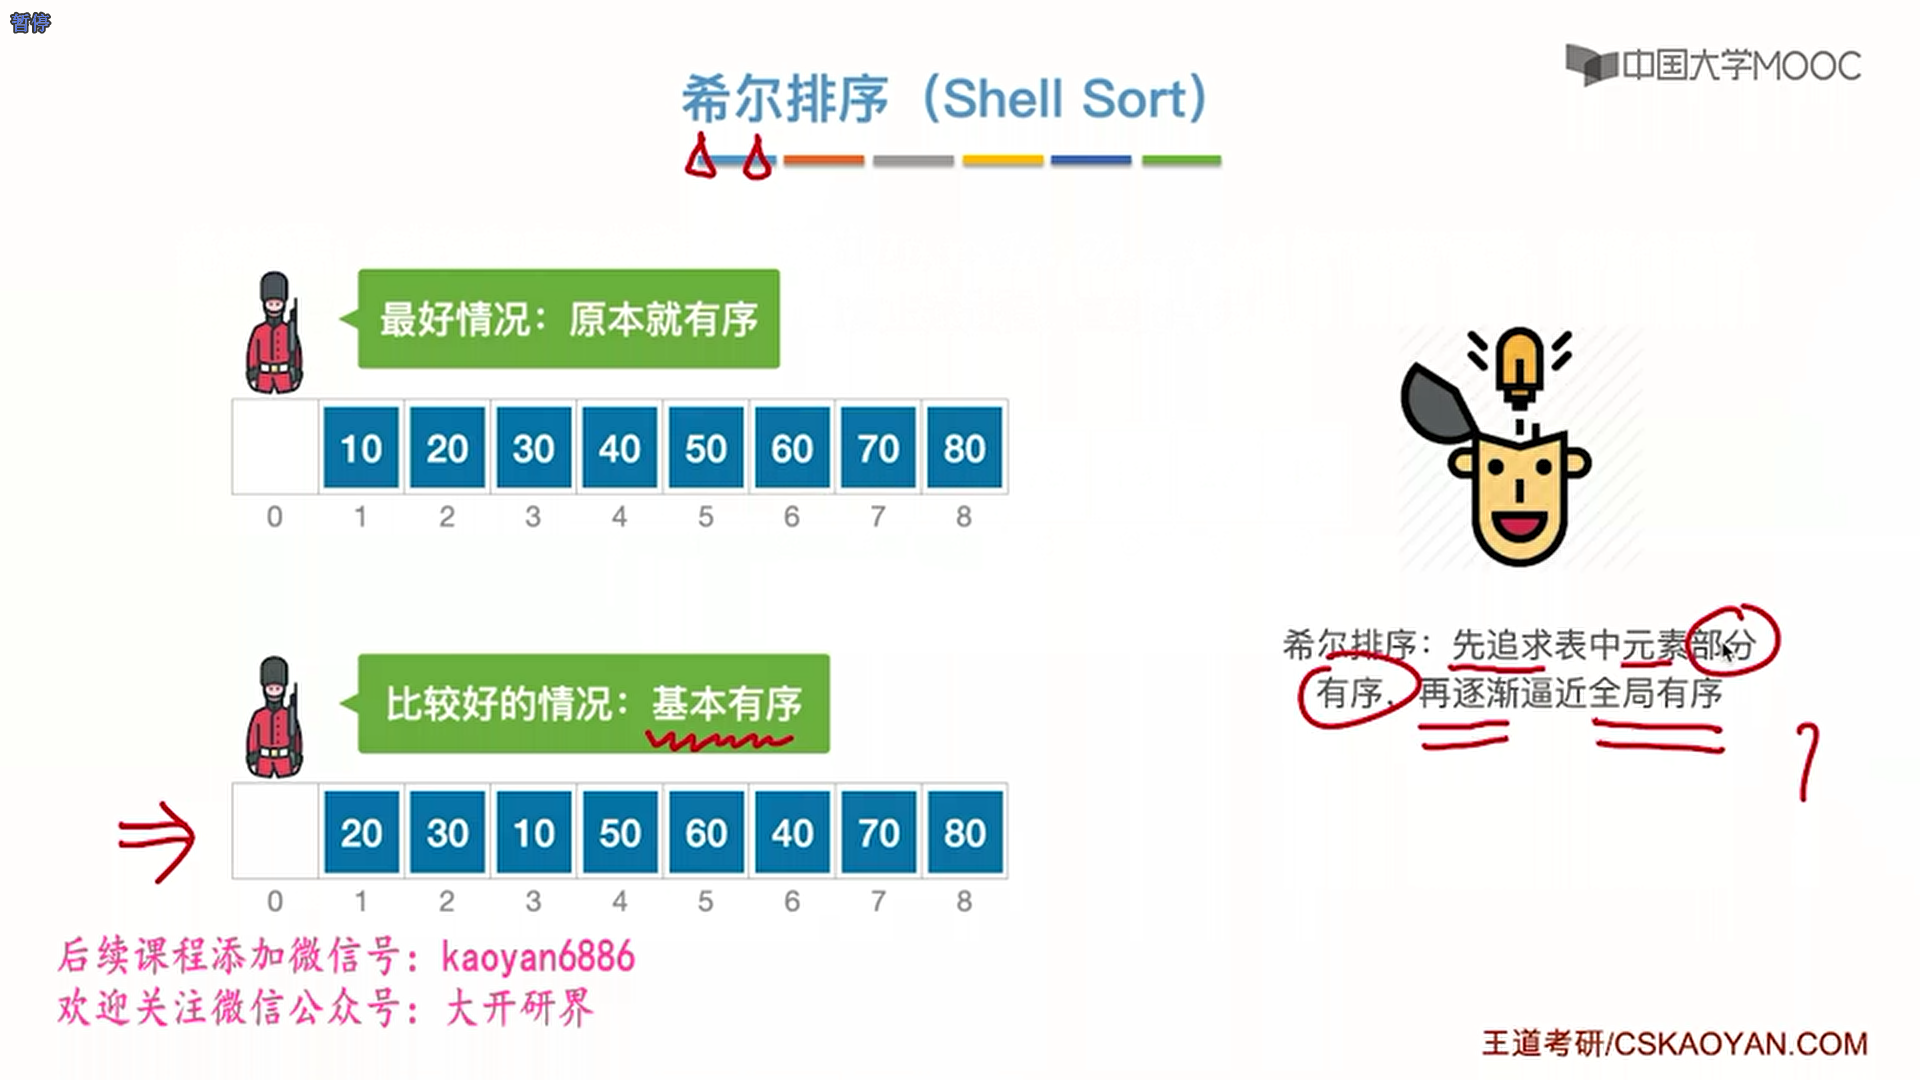 暂停
中国大学MOOC
希尔排序（Shell Sort）
最好情况：原本就有序
10 20 30 40 50 60 70 80
0 1 2 3 4 5 6 7 8
希尔排序：先追求表中元素部分
有序，再逐渐逼近全局有序
比较好的情况：基本有序
20 30 10 50 60 40 70 80
0 1 2 3 4 5 6 7 8
后续课程添加微信号：kaoyan6886
欢迎关注微信公众号：大开研界
王道考研/CSKAOYAN.COM